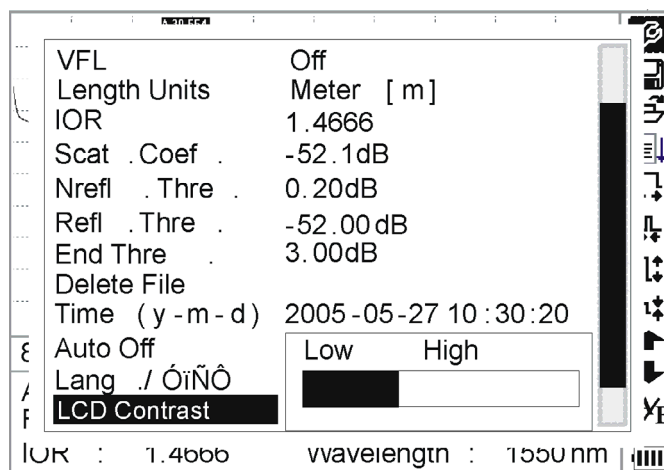 VFL Off
Length Units Meter [ m ]
IOR 1.4666
Scat . Coef . -52.1dB
Nrefl . Thre . 0.20dB
Refl . Thre . -52.00 dB
End Thre . 3.00dB
Delete File
Time ( y - m - d ) 2005 - 05 - 27 10 : 30 : 20
Auto Off
Low High
Lang ./ ÓïÑÔ
LCD Contrast
IOR : 1.4666 Wavelength : 1550 nm